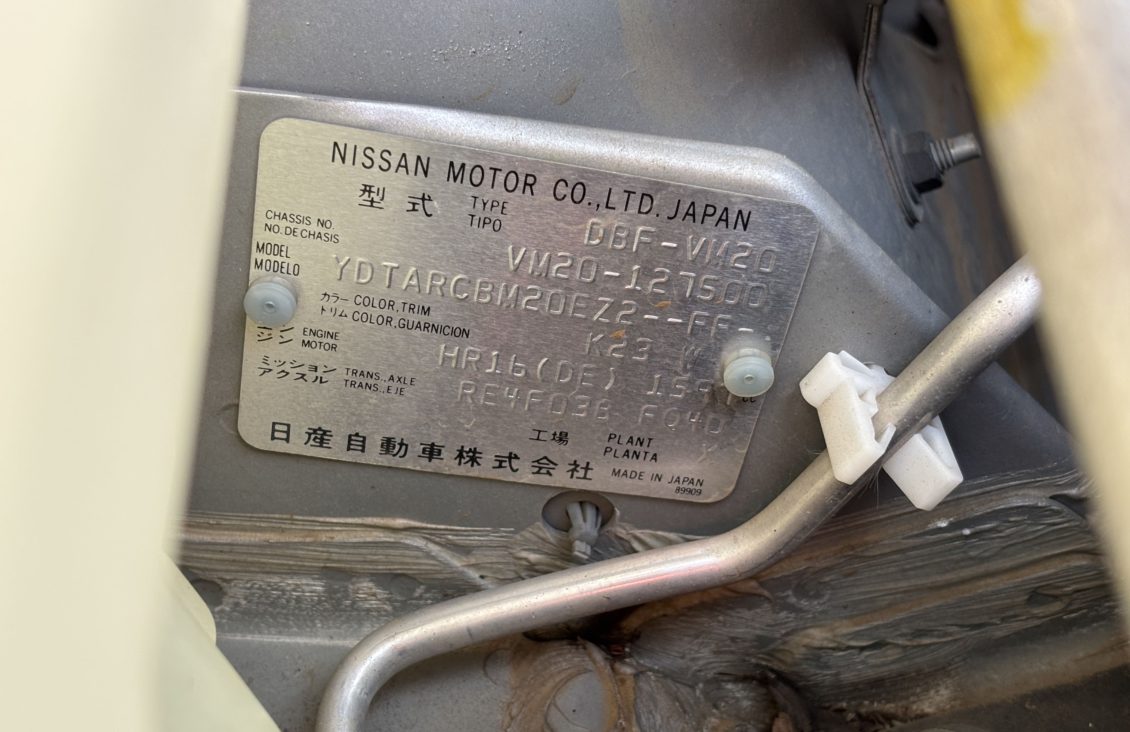 NISSAN MOTOR CO.,LTD. JAPAN
型式 TYPE TIPO DBF-VM20
CHASSIS NO. NO. DE CHASIS VM20-127500
MODEL MODELO YDTARCBM20EZ2--FF-
カラー COLOR,TRIM
トリム COLOR,GUARNICION K23 W
ENGINE MOTOR HR16(DE) 159 cc
ミッション TRANS.,AXLE
アクスル TRANS.,EJE RE4F03B FQ40
工場 PLANT PLANTA
日産自動車株式会社 MADE IN JAPAN
89909